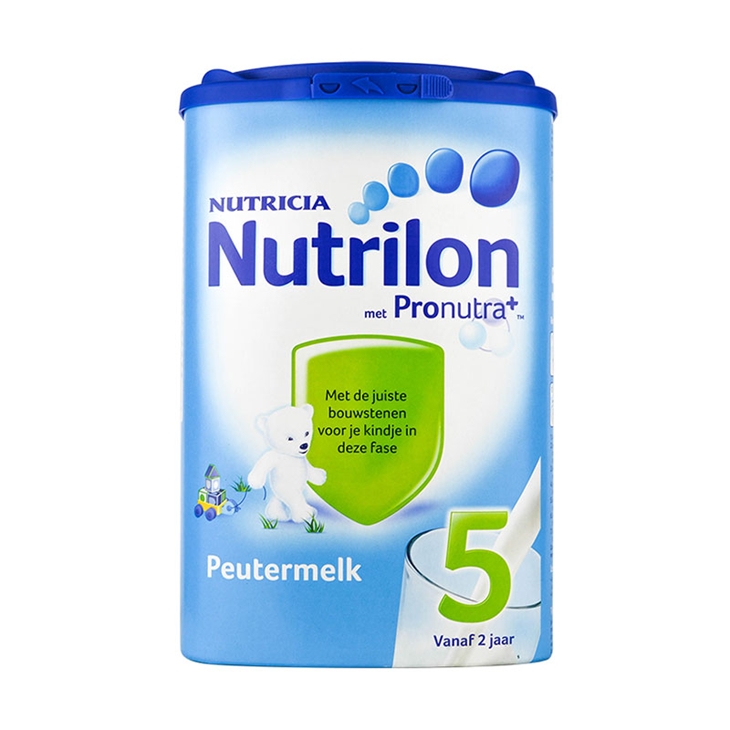 NUTRICIA
Nutrilon
met Pronutra+™
Met de juiste
bouwstenen
voor je kindje in
deze fase
Peutermelk
5
Vanaf 2 jaar